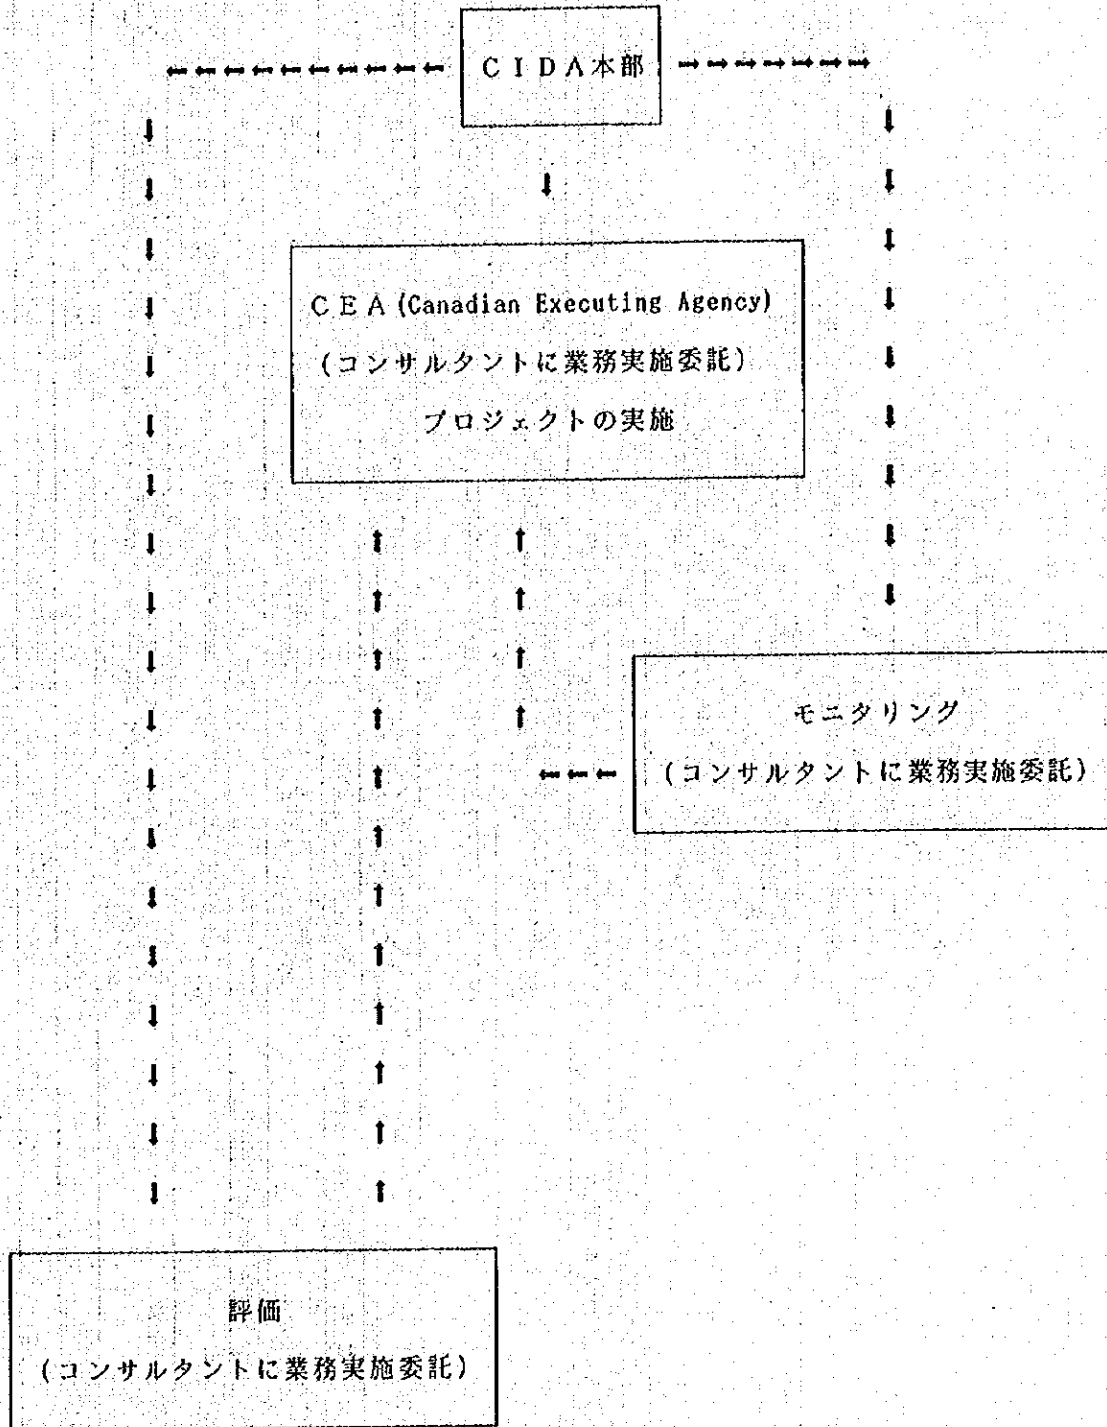 CIDA本部
CEA (Canadian Executing Agency)
(コンサルタントに業務実施委託)
プロジェクトの実施
モニタリング
(コンサルタントに業務実施委託)
評価
(コンサルタントに業務実施委託)